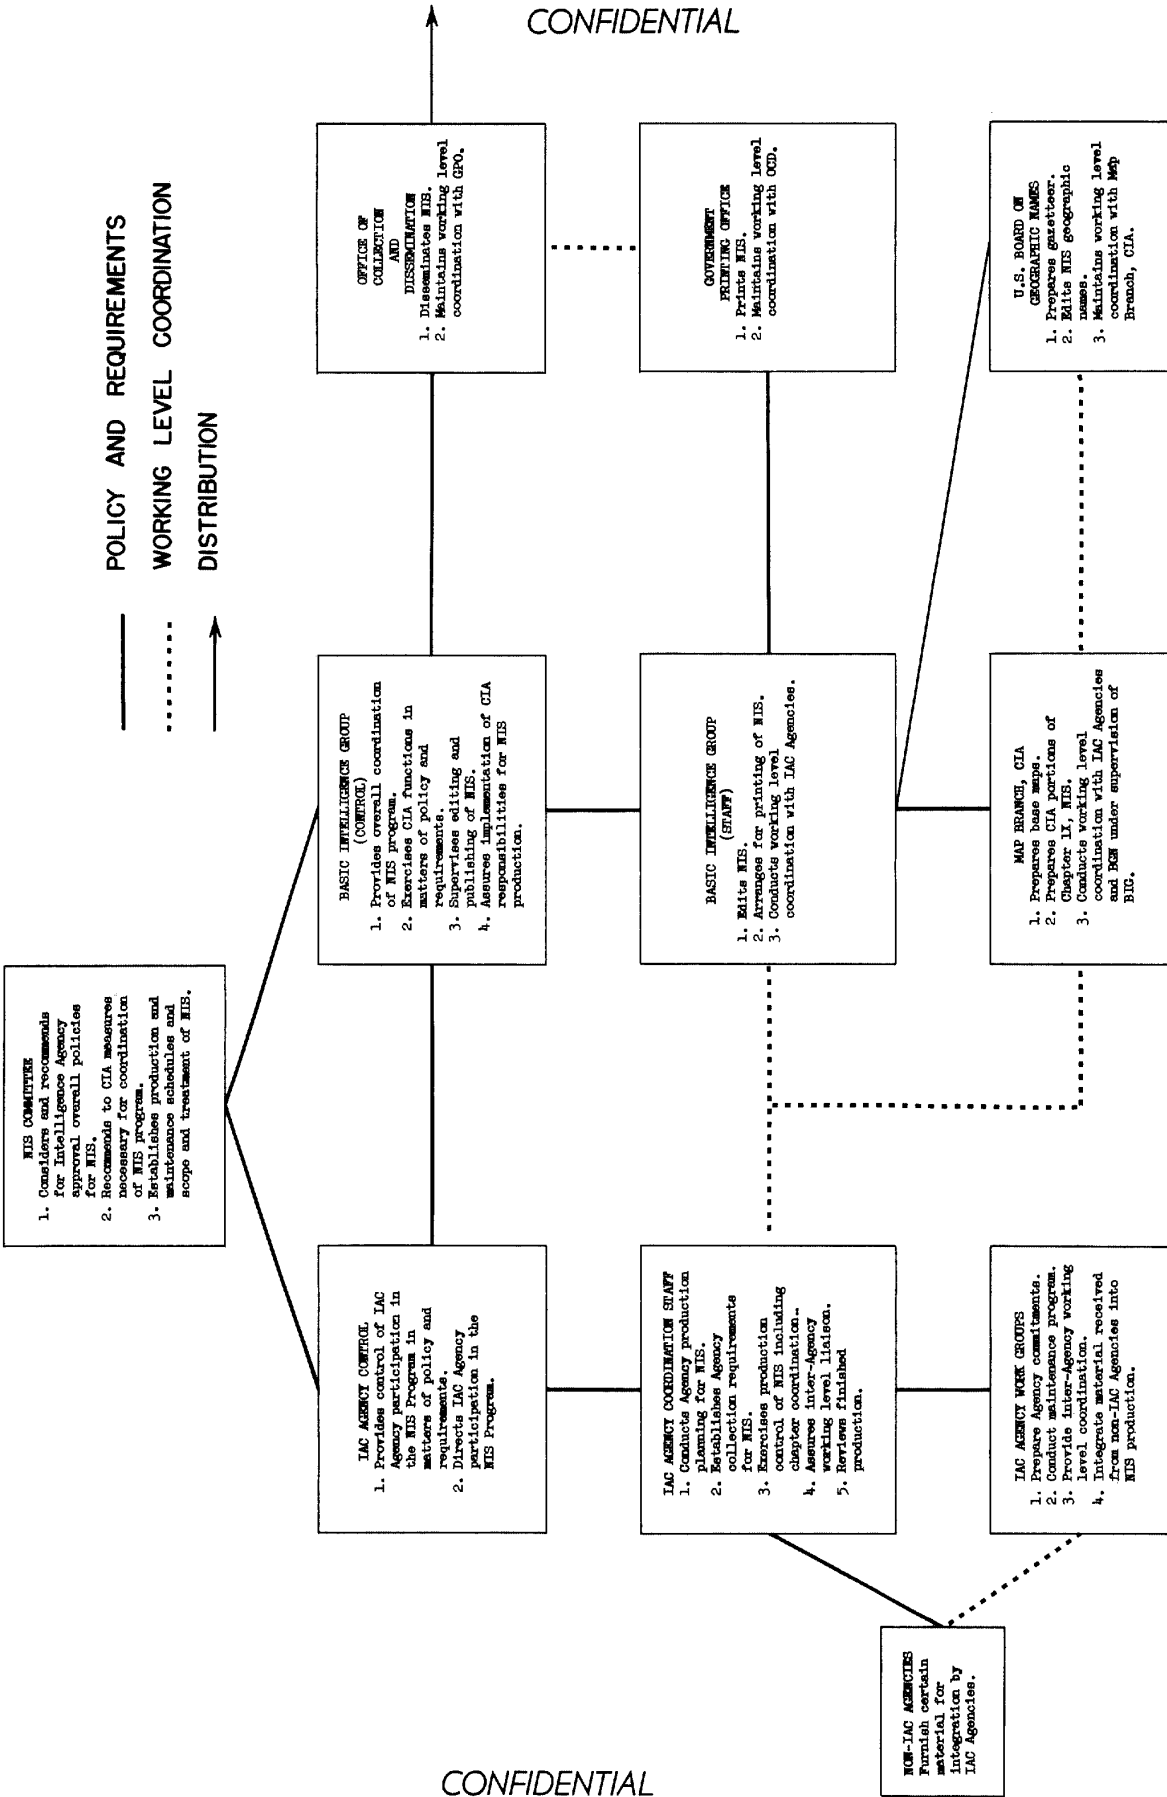 CONFIDENTIAL
POLICY AND REQUIREMENTS
WORKING LEVEL COORDINATION
DISTRIBUTION
NIS COMMITTEE
1. Considers and recommends
for Intelligence Agency
approval overall policies
for NIS.
2. Recommends to CIA measures
necessary for coordination
of NIS program.
3. Establishes production and
maintenance schedules and
scope and treatment of NIS.
IAC AGENCY CONTROL
1. Provides control of IAC
Agency participation in
the NIS Program in
matters of policy and
requirements.
2. Directs IAC Agency
participation in the
NIS Program.
BASIC INTELLIGENCE GROUP
(CONTROL)
1. Provides overall coordination
of NIS program.
2. Exercises CIA functions in
matters of policy and
requirements.
3. Supervises editing and
publishing of NIS.
4. Assures implementation of CIA
responsibilities for NIS
production.
OFFICE OF
COLLECTION
AND
DISSEMINATION
1. Disseminates NIS.
2. Maintains working level
coordination with GPO.
IAC AGENCY COORDINATION STAFF
1. Conducts Agency production
planning for NIS.
2. Establishes Agency
collection requirements
for NIS.
3. Exercises production
control of NIS including
chapter coordination..
4. Assures inter-Agency
working level liaison.
5. Reviews finished
production.
BASIC INTELLIGENCE GROUP
(STAFF)
1. Edits NIS.
2. Arranges for printing of NIS.
3. Conducts working level
coordination with IAC Agencies.
GOVERNMENT
PRINTING OFFICE
1. Prints NIS.
2. Maintains working level
coordination with OCD.
NON-IAC AGENCIES
Furnish certain
material for
integration by
IAC Agencies.
IAC AGENCY WORK GROUPS
1. Prepare Agency commitments.
2. Conduct maintenance program.
3. Provide inter-Agency working
level coordination.
4. Integrate material received
from non-IAC Agencies into
NIS production.
MAP BRANCH, CIA
1. Prepares base maps.
2. Prepares CIA portions of
Chapter IX, NIS.
3. Conducts working level
coordination with IAC Agencies
and BGN under supervision of
BIG.
U.S. BOARD ON
GEOGRAPHIC NAMES
1. Prepares gazetteer.
2. Edits NIS geographic
names.
3. Maintains working level
coordination with Map
Branch, CIA.
CONFIDENTIAL